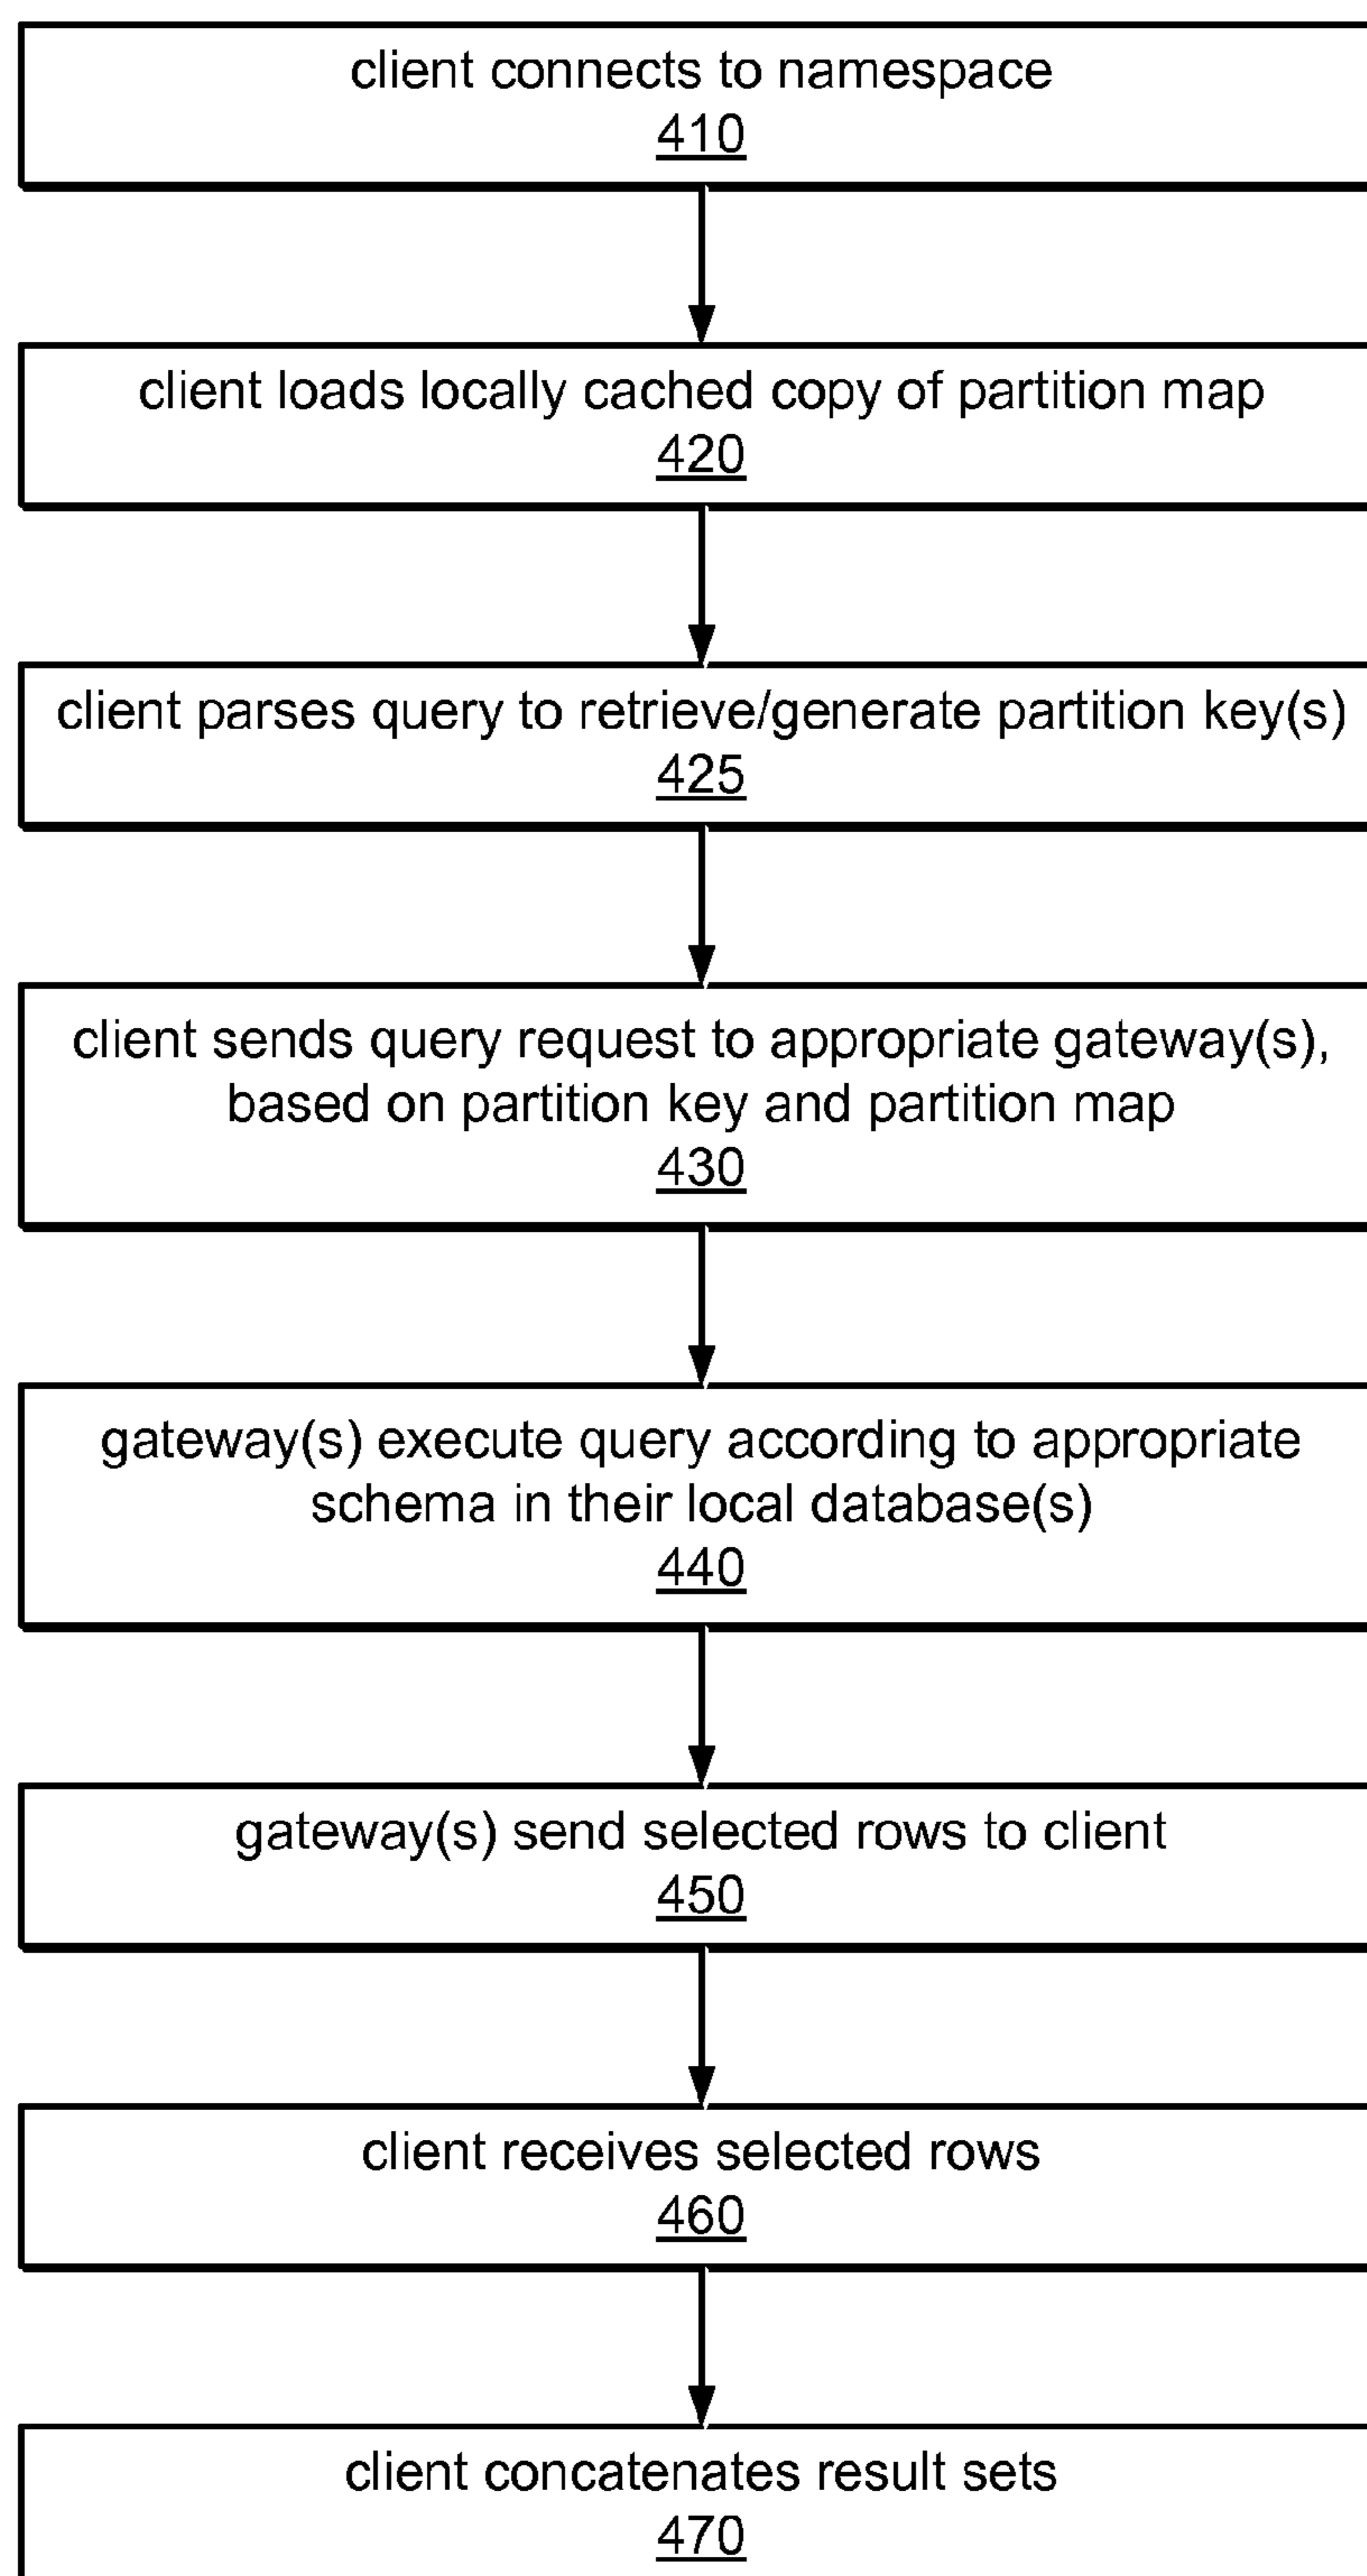 client connects to namespace
410
client loads locally cached copy of partition map
420
client parses query to retrieve/generate partition key(s)
425
client sends query request to appropriate gateway(s),
based on partition key and partition map
430
gateway(s) execute query according to appropriate
schema in their local database(s)
440
gateway(s) send selected rows to client
450
client receives selected rows
460
client concatenates result sets
470